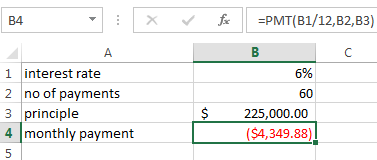 B4 fx =PMT(B1/12,B2,B3)
A B C
1 interest rate 6%
2 no of payments 60
3 principle $ 225,000.00
4 monthly payment ($4,349.88)
5